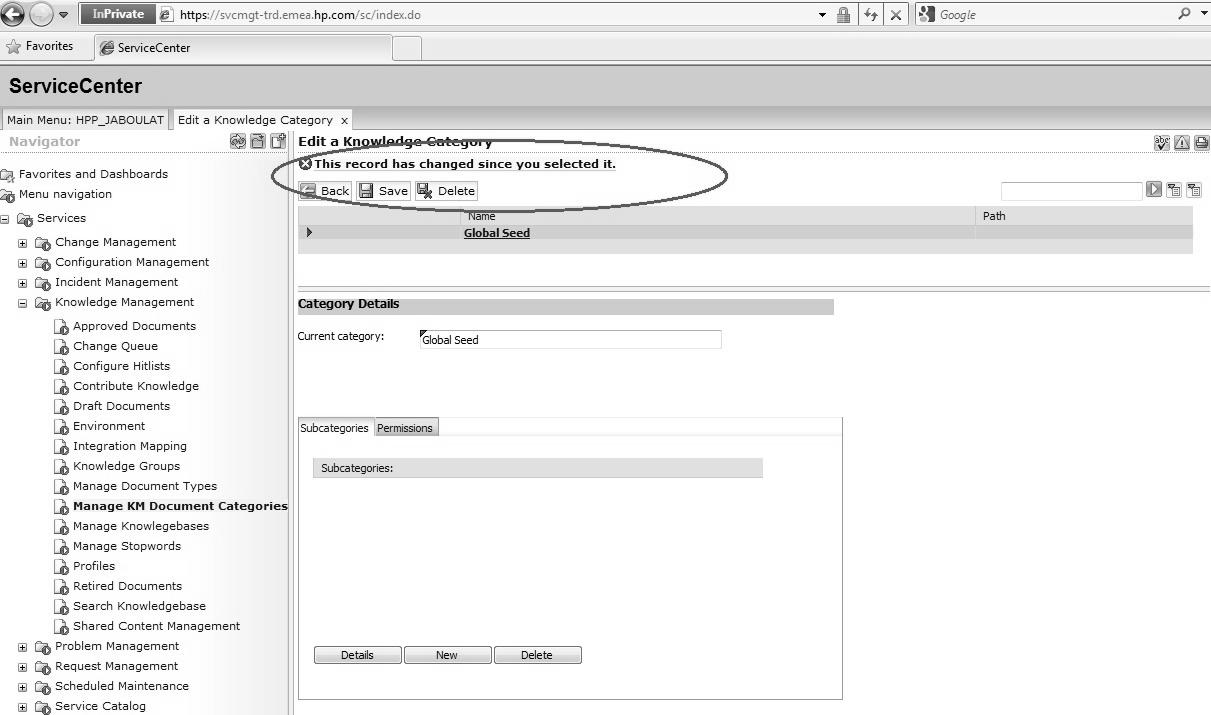 InPrivate https://svcmgmt-trd.emea.hp.com/sc/index.do Google
Favorites ServiceCenter
ServiceCenter
Main Menu: HPP_JABOULAT Edit a Knowledge Category x
Navigator
Favorites and Dashboards
Menu navigation
Services
Change Management
Configuration Management
Incident Management
Knowledge Management
Approved Documents
Change Queue
Configure Hitlists
Contribute Knowledge
Draft Documents
Environment
Integration Mapping
Knowledge Groups
Manage Document Types
Manage KM Document Categories
Manage Knowlegebases
Manage Stopwords
Profiles
Retired Documents
Search Knowledgebase
Shared Content Management
Problem Management
Request Management
Scheduled Maintenance
Service Catalog
Edit a Knowledge Category
This record has changed since you selected it.
Back Save Delete
Name Path
Global Seed
Category Details
Current category: Global Seed
Subcategories Permissions
Subcategories:
Details New Delete